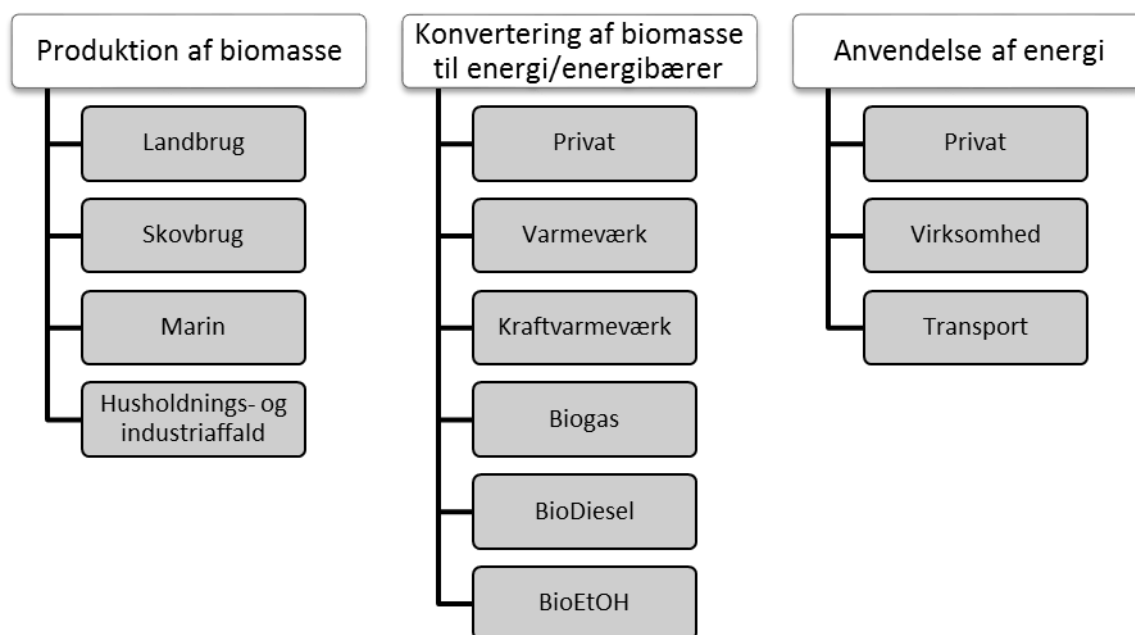 Produktion af biomasse
Landbrug
Skovbrug
Marin
Husholdnings- og
industriaffald
Konvertering af biomasse
til energi/energibærer
Privat
Varmeværk
Kraftvarmeværk
Biogas
BioDiesel
BioEtOH
Anvendelse af energi
Privat
Virksomhed
Transport